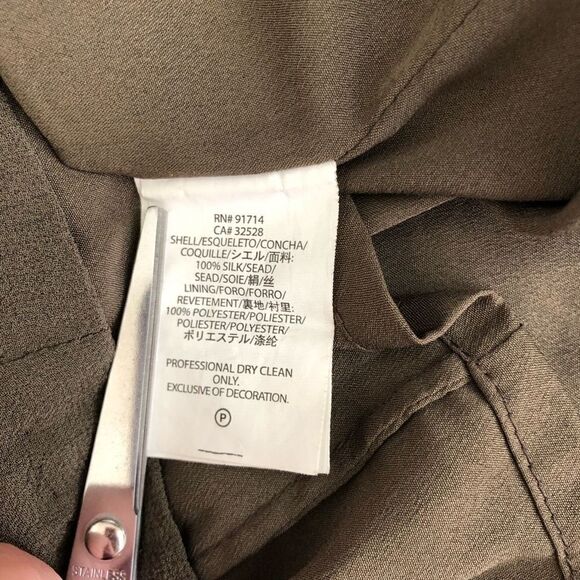 RN# 91714
CA# 32528
SHELL/ESQUELETO/CONCHA/
COQUILLE/シエル/面料:
100% SILK/SEAD/
SEAD/SOIE/絹/丝
LINING/FORO/FORRO/
REVETEMENT/裏地/衬里:
100% POLYESTER/POLIESTER/
POLIESTER/POLYESTER/
ポリエステル/涤纶
PROFESSIONAL DRY CLEAN
ONLY.
EXCLUSIVE OF DECORATION.
P
STAINLESS